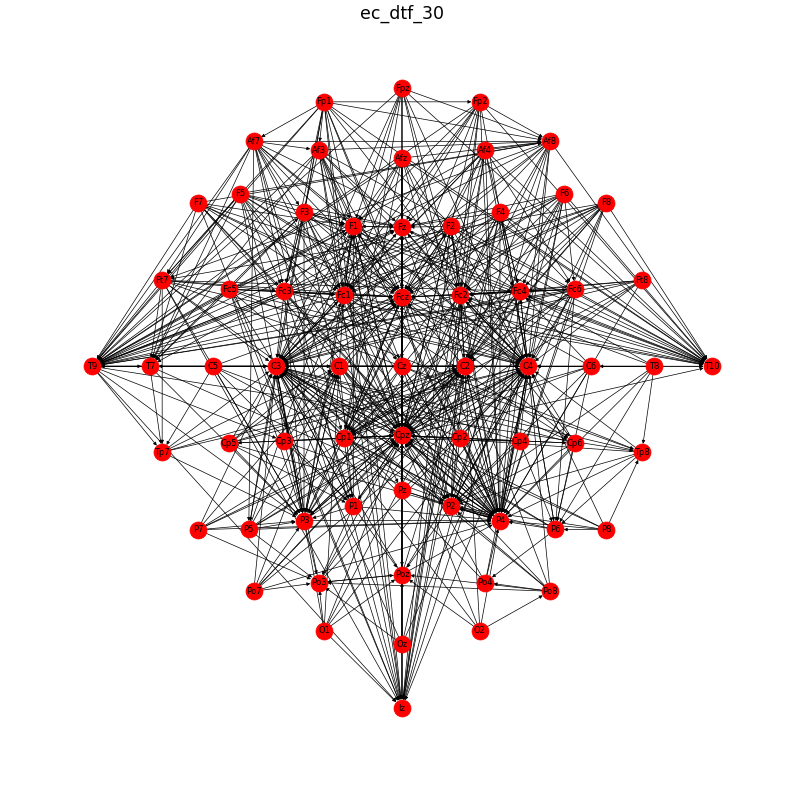 ec_dtf_30
Fpz
Fp1 Fp2
Af7 Af3 Afz Af4 Af8
F7 F5 F3 F1 Fz F2 F4 F6 F8
Ft7 Fc5 Fc3 Fc1 Fcz Fc2 Fc4 Fc6 Ft8
T9 T7 C5 C3 C1 Cz C2 C4 C6 T8 T10
Tp7 Cp5 Cp3 Cp1 Cpz Cp2 Cp4 Cp6 Tp8
P7 P5 P3 P1 Pz P2 P4 P6 P8
Po7 Po3 Poz Po4 Po8
O1 Oz O2
Iz